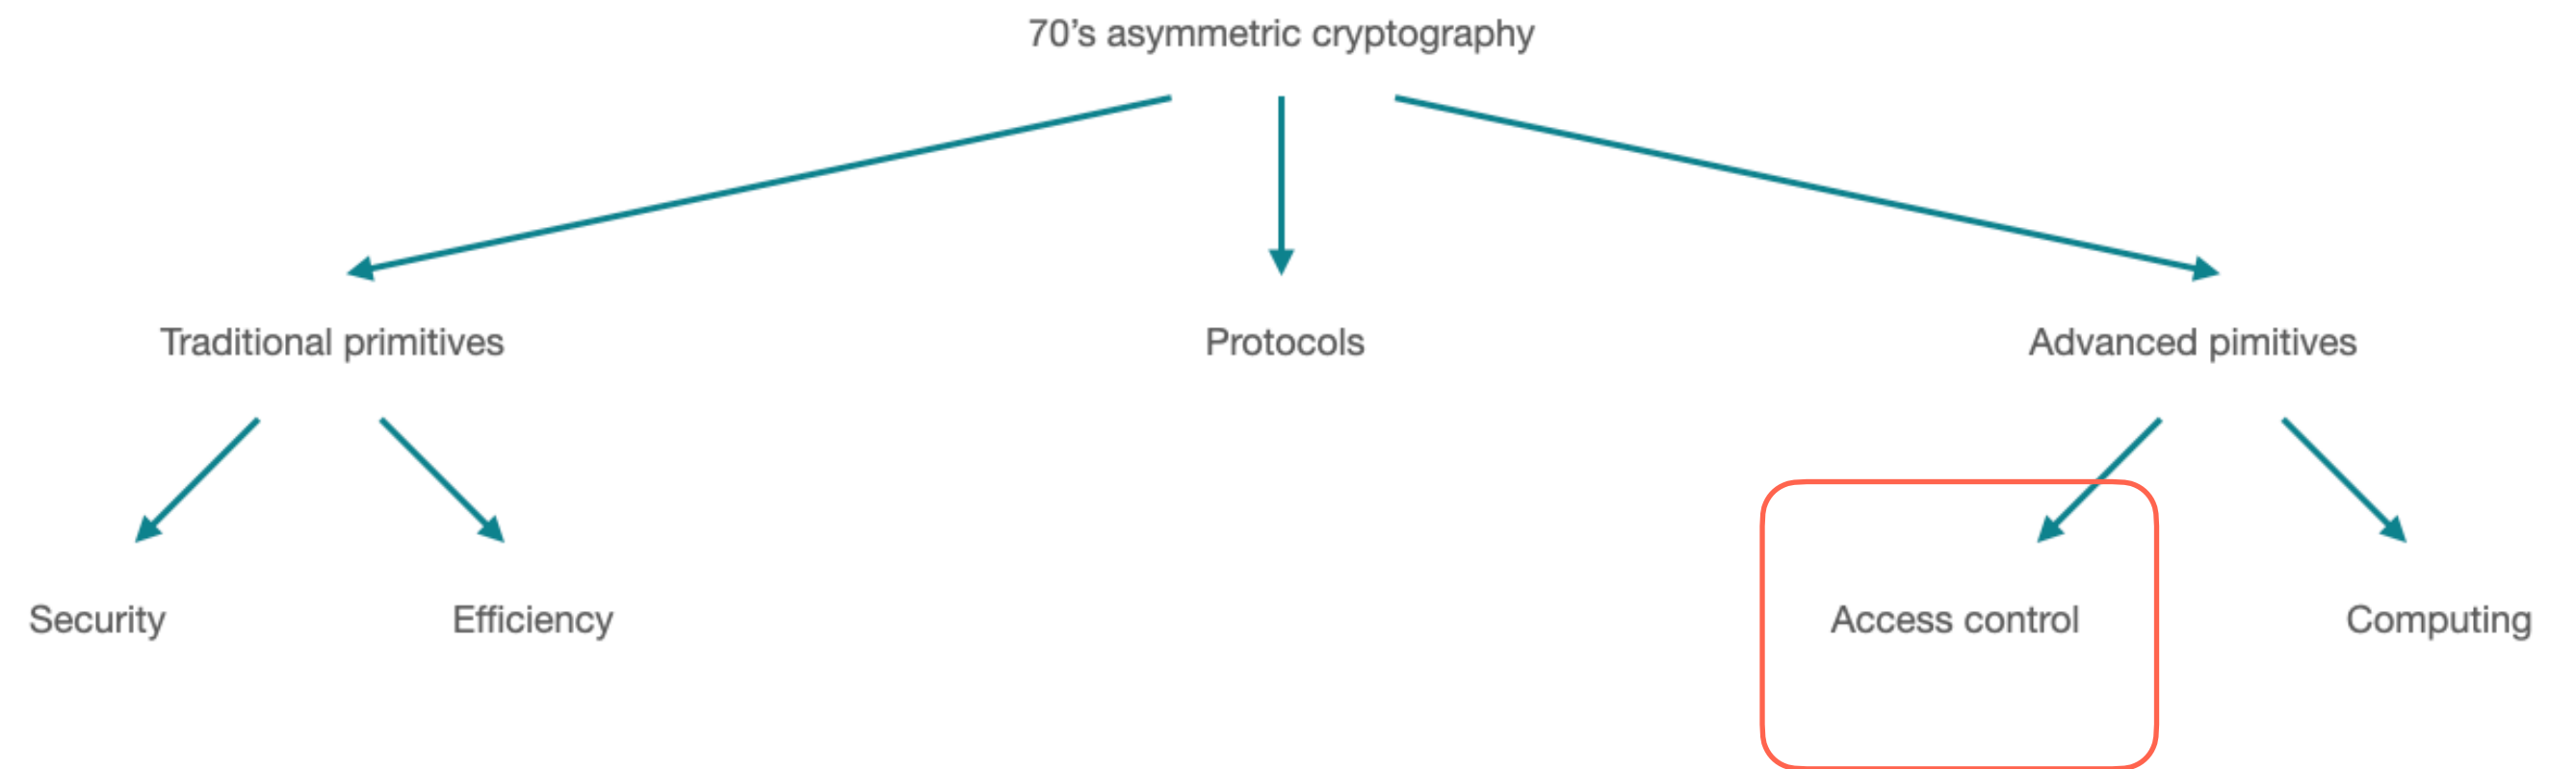 70’s asymmetric cryptography
Traditional primitives
Protocols
Advanced pimitives
Security
Efficiency
Access control
Computing